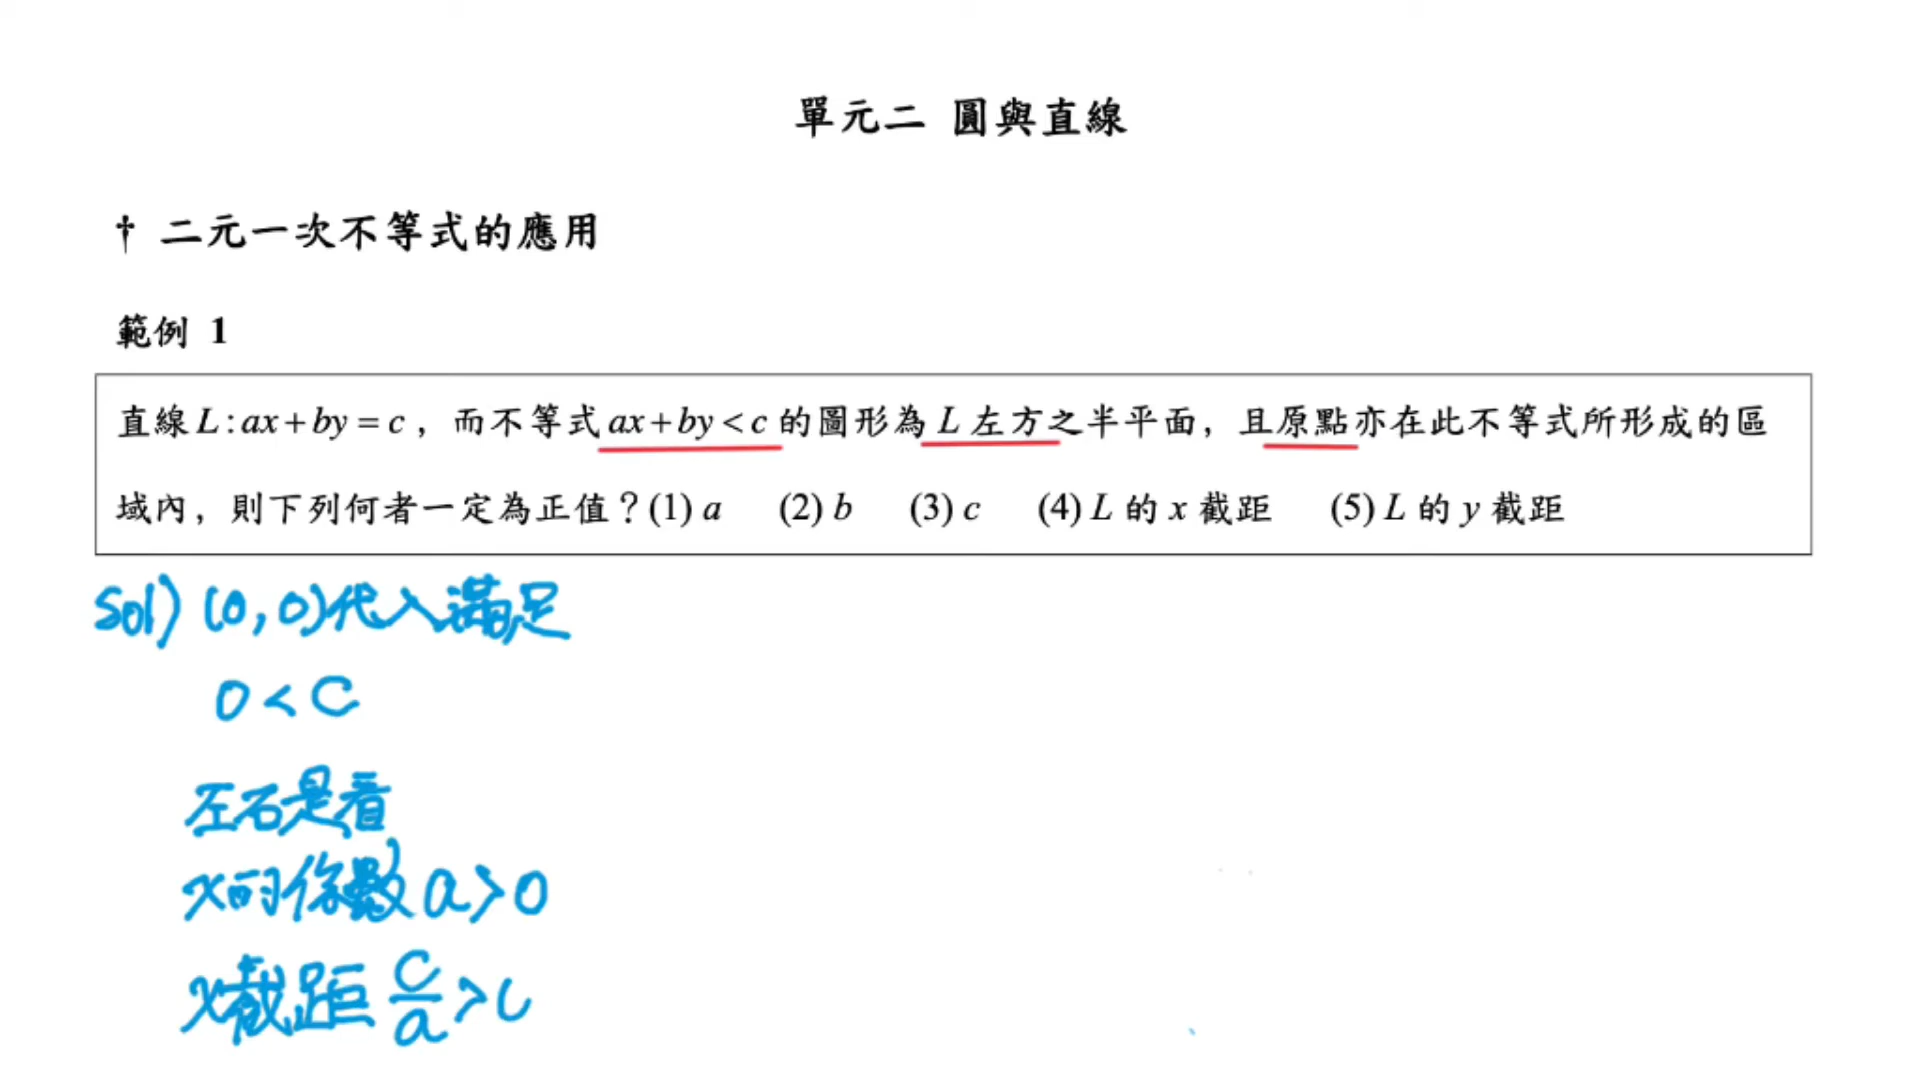 單元二 圓與直線
† 二元一次不等式的應用
範例 1
直線 L:ax+by=c，而不等式 ax+by<c 的圖形為 L 左方之半平面，且原點亦在此不等式所形成的區
域內，則下列何者一定為正值？(1) a (2) b (3) c (4) L 的 x 截距 (5) L 的 y 截距
Sol) (0,0)代入滿足
0<C
左右是看
x的係數 a>0
x截距 c/a >